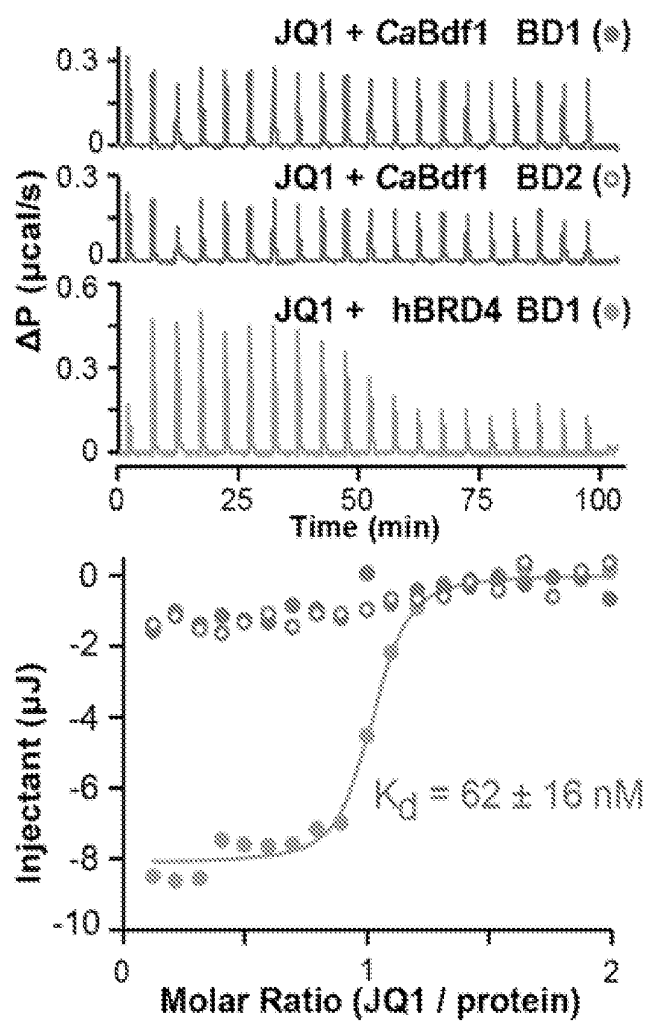 JQ1 + CaBdf1 BD1 (●)
0.3
0
JQ1 + CaBdf1 BD2 (○)
0.3
0
ΔP (µcal/s)
JQ1 + hBRD4 BD1 (●)
0.6
0.3
0
0 25 50 75 100
Time (min)
0
-2
-4
-6
-8
-10
Injectant (µJ)
Kd = 62 ± 16 nM
0 1 2
Molar Ratio (JQ1 / protein)